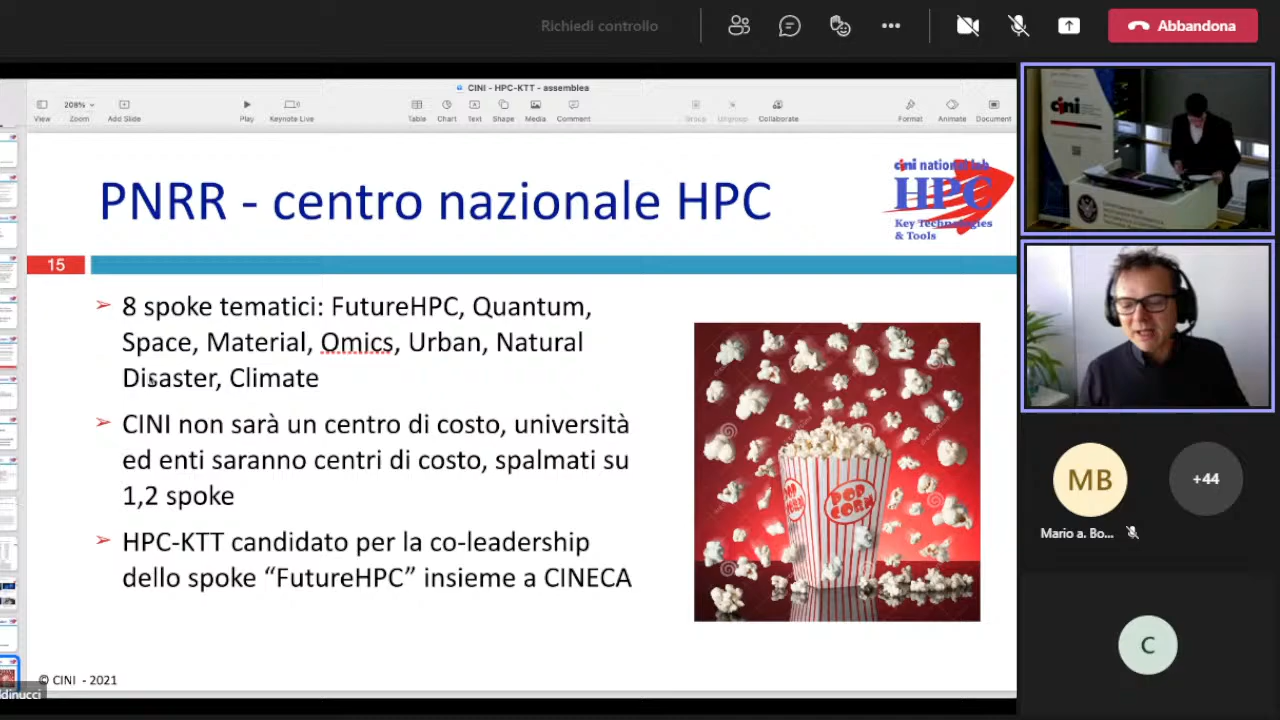 Richiedi controllo
Abbandona
CINI - HPC-KTT - assemblea
208%
View
Zoom
Add Slide
Play
Keynote Live
Table
Chart
Text
Shape
Media
Comment
Group
Ungroup
Collaborate
Format
Animate
Document
PNRR - centro nazionale HPC
cini national lab
HPC
Key Technologies
& Tools
15
➢ 8 spoke tematici: FutureHPC, Quantum,
Space, Material, Omics, Urban, Natural
Disaster, Climate
➢ CINI non sarà un centro di costo, università
ed enti saranno centri di costo, spalmati su
1,2 spoke
➢ HPC-KTT candidato per la co-leadership
dello spoke “FutureHPC” insieme a CINECA
POP
CORN
© CINI - 2021
ldinucci
cini
MB
+44
Mario a. Bo...
C